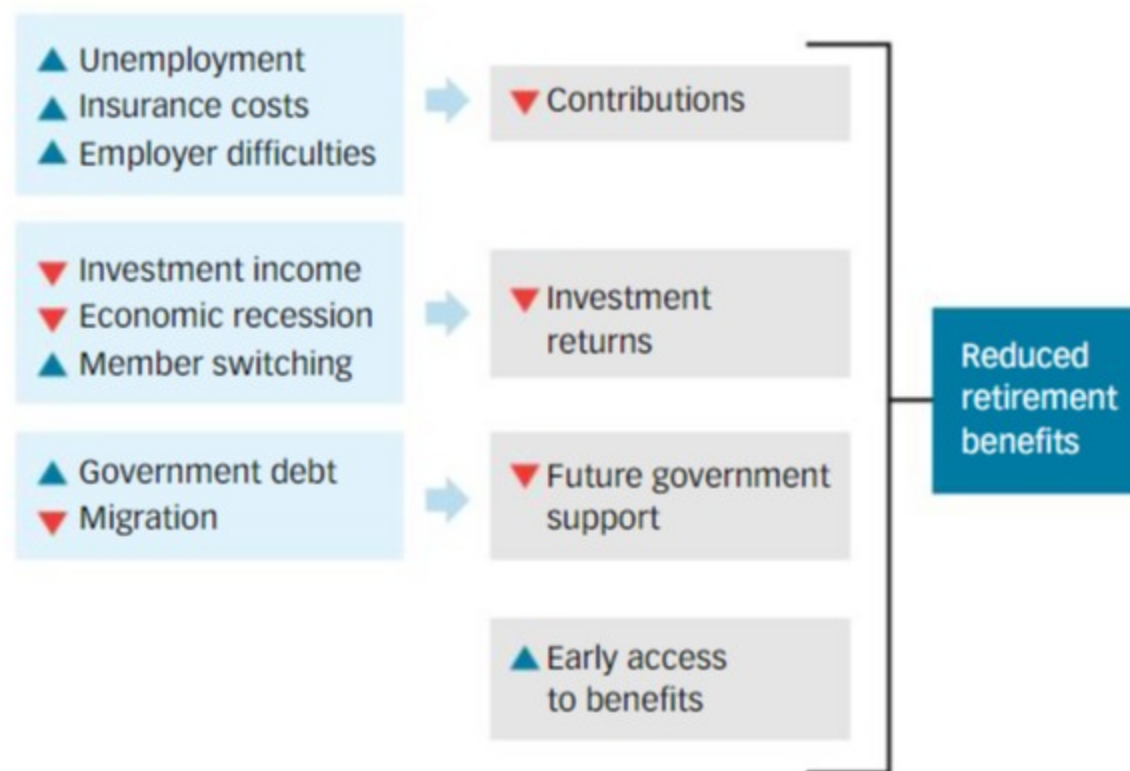 Unemployment
Insurance costs
Employer difficulties
Contributions
Investment income
Economic recession
Member switching
Investment
returns
Government debt
Migration
Future government
support
Early access
to benefits
Reduced
retirement
benefits